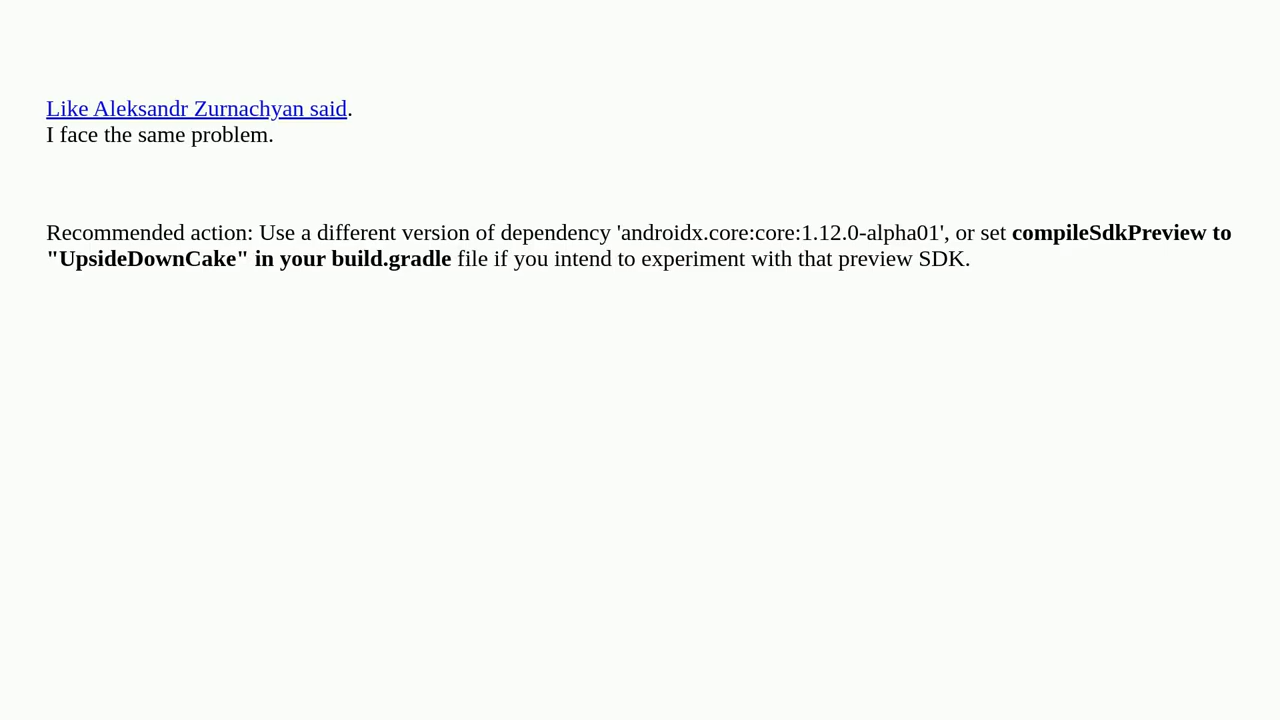 Like Aleksandr Zurnachyan said.
I face the same problem.
Recommended action: Use a different version of dependency 'androidx.core:core:1.12.0-alpha01', or set compileSdkPreview to
"UpsideDownCake" in your build.gradle file if you intend to experiment with that preview SDK.